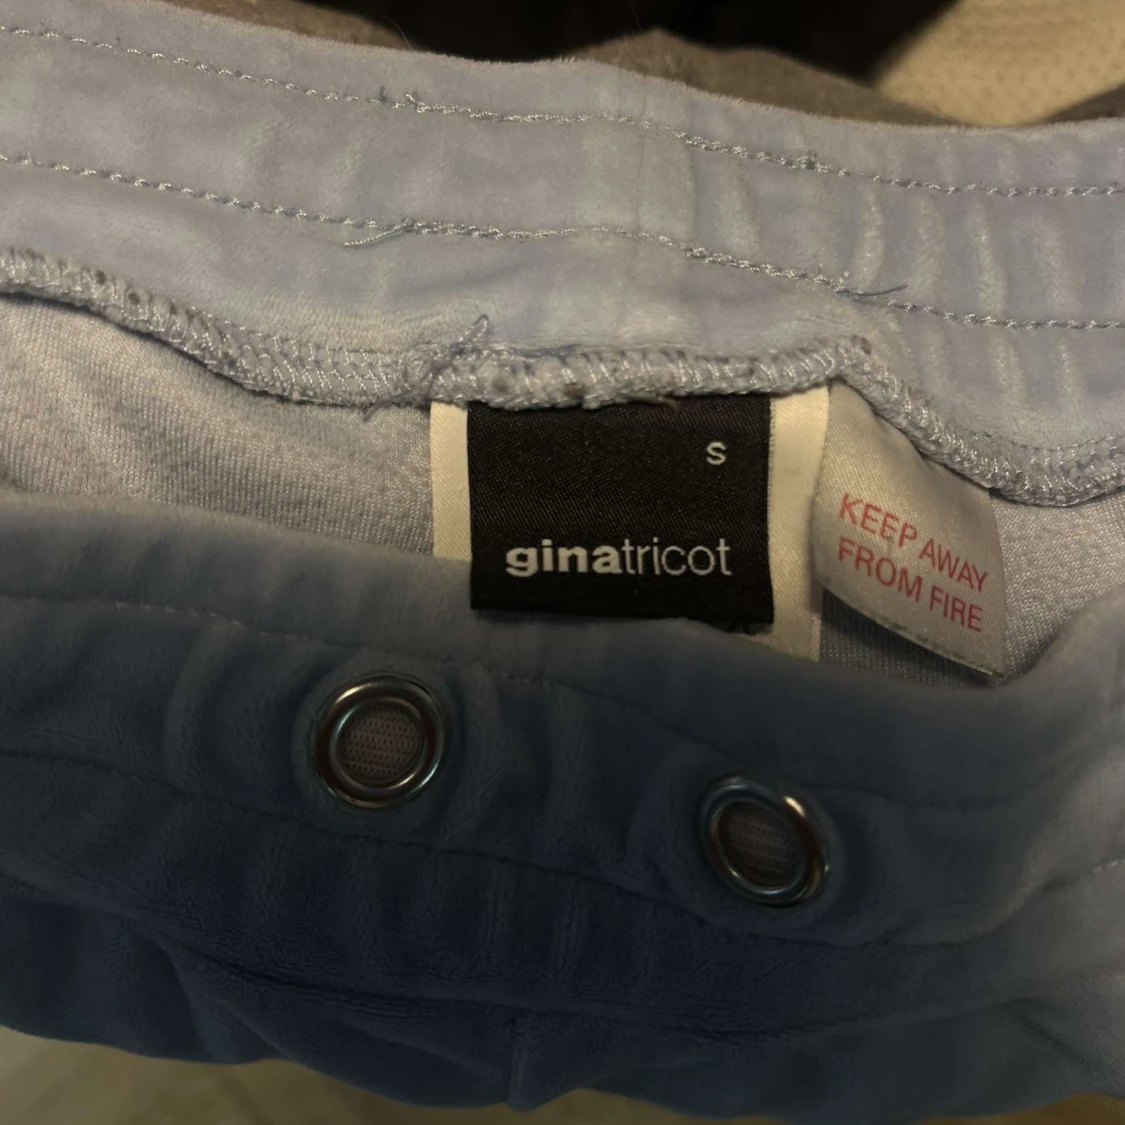 S
ginatricot
KEEP AWAY
FROM FIRE